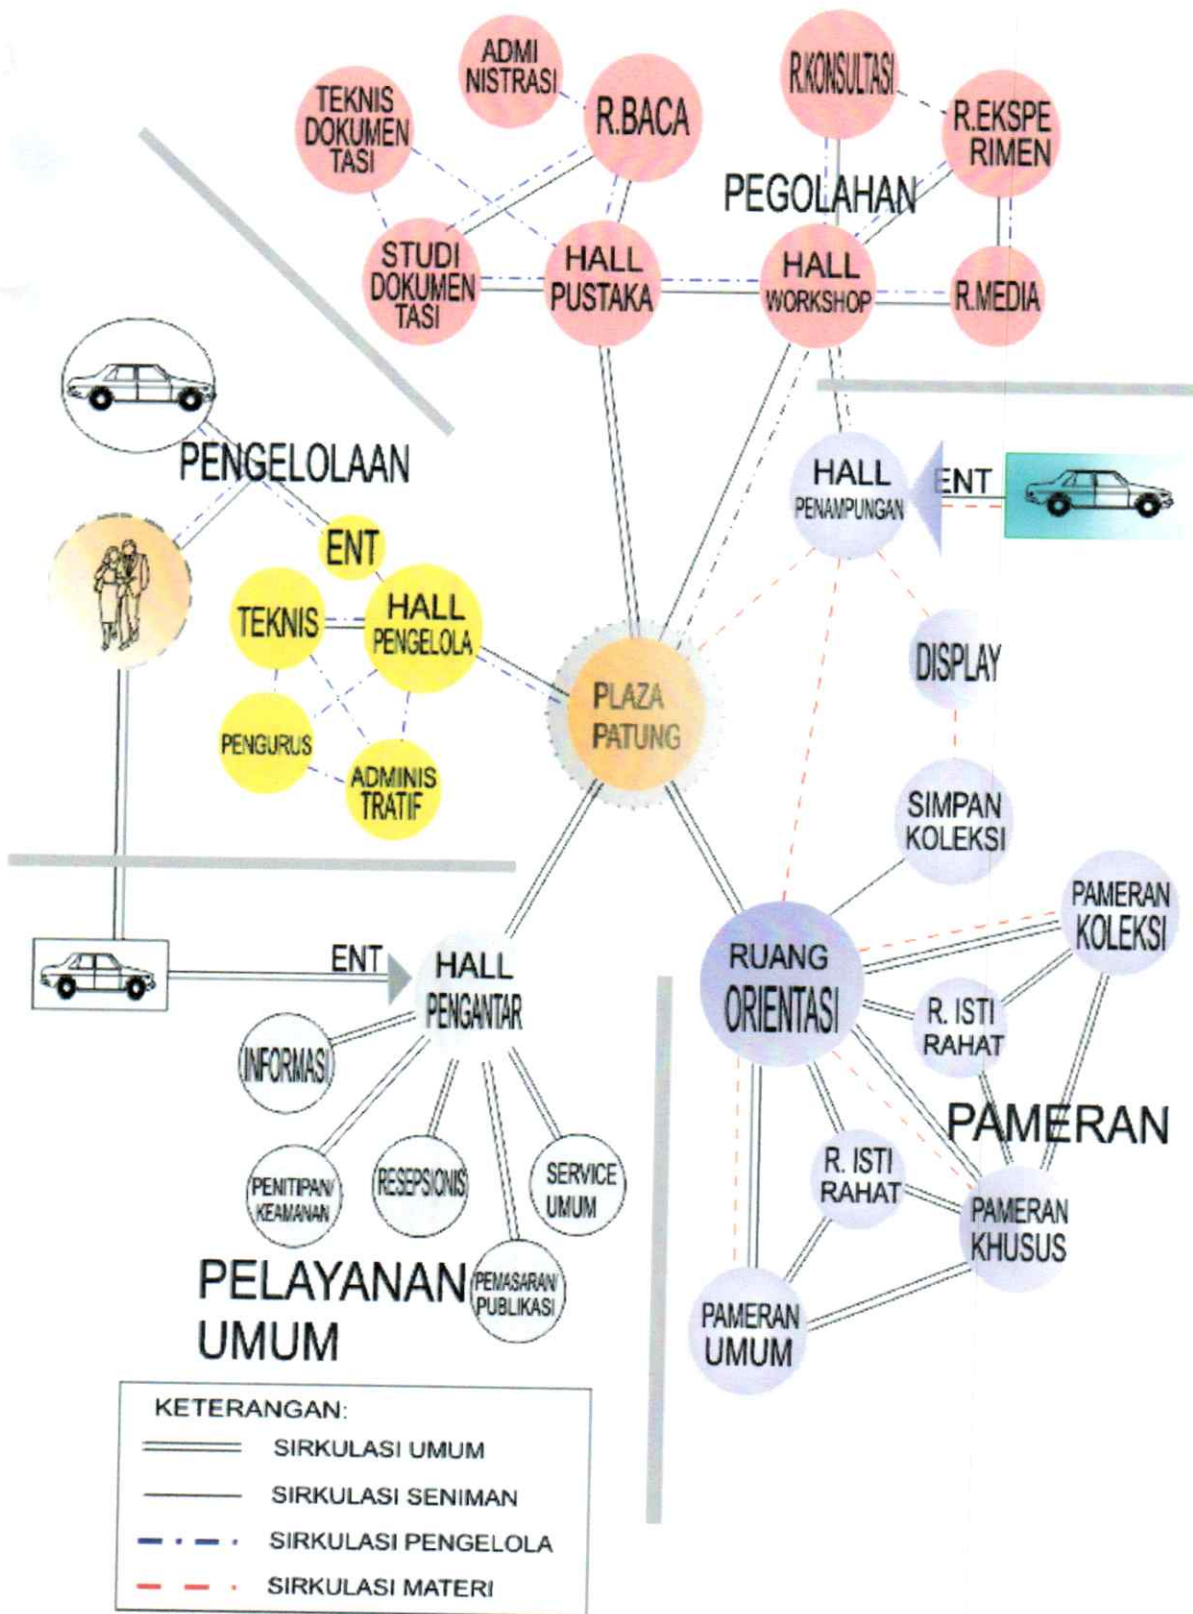 ADMI
NISTRASI
R.KONSULTASI
TEKNIS
DOKUMEN
TASI
R.BACA
R.EKSPE
RIMEN
PEGOLAHAN
STUDI
DOKUMEN
TASI
HALL
PUSTAKA
HALL
WORKSHOP
R.MEDIA
PENGELOLAAN
HALL
PENAMPUNGAN
ENT
ENT
TEKNIS
HALL
PENGELOLA
DISPLAY
PLAZA
PATUNG
PENGURUS
ADMINIS
TRATIF
SIMPAN
KOLEKSI
PAMERAN
KOLEKSI
ENT
HALL
PENGANTAR
RUANG
ORIENTASI
R. ISTI
RAHAT
INFORMASI
PAMERAN
PENITIPAN/
KEAMANAN
RESEPSIONIS
SERVICE
UMUM
R. ISTI
RAHAT
PAMERAN
KHUSUS
PELAYANAN
UMUM
PEMASARAN/
PUBLIKASI
PAMERAN
UMUM
KETERANGAN:
SIRKULASI UMUM
SIRKULASI SENIMAN
SIRKULASI PENGELOLA
SIRKULASI MATERI